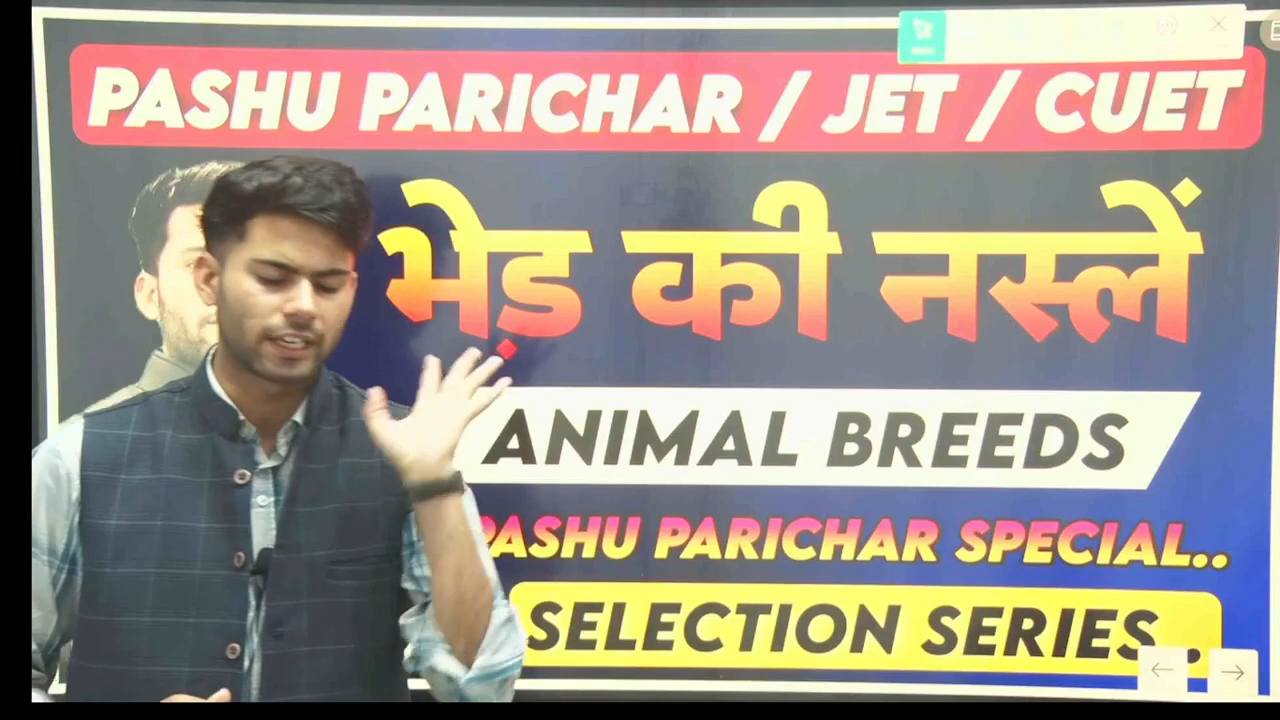 PASHU PARICHAR / JET / CUET
भेड़ की नस्लें
ANIMAL BREEDS
PASHU PARICHAR SPECIAL..
SELECTION SERIES..